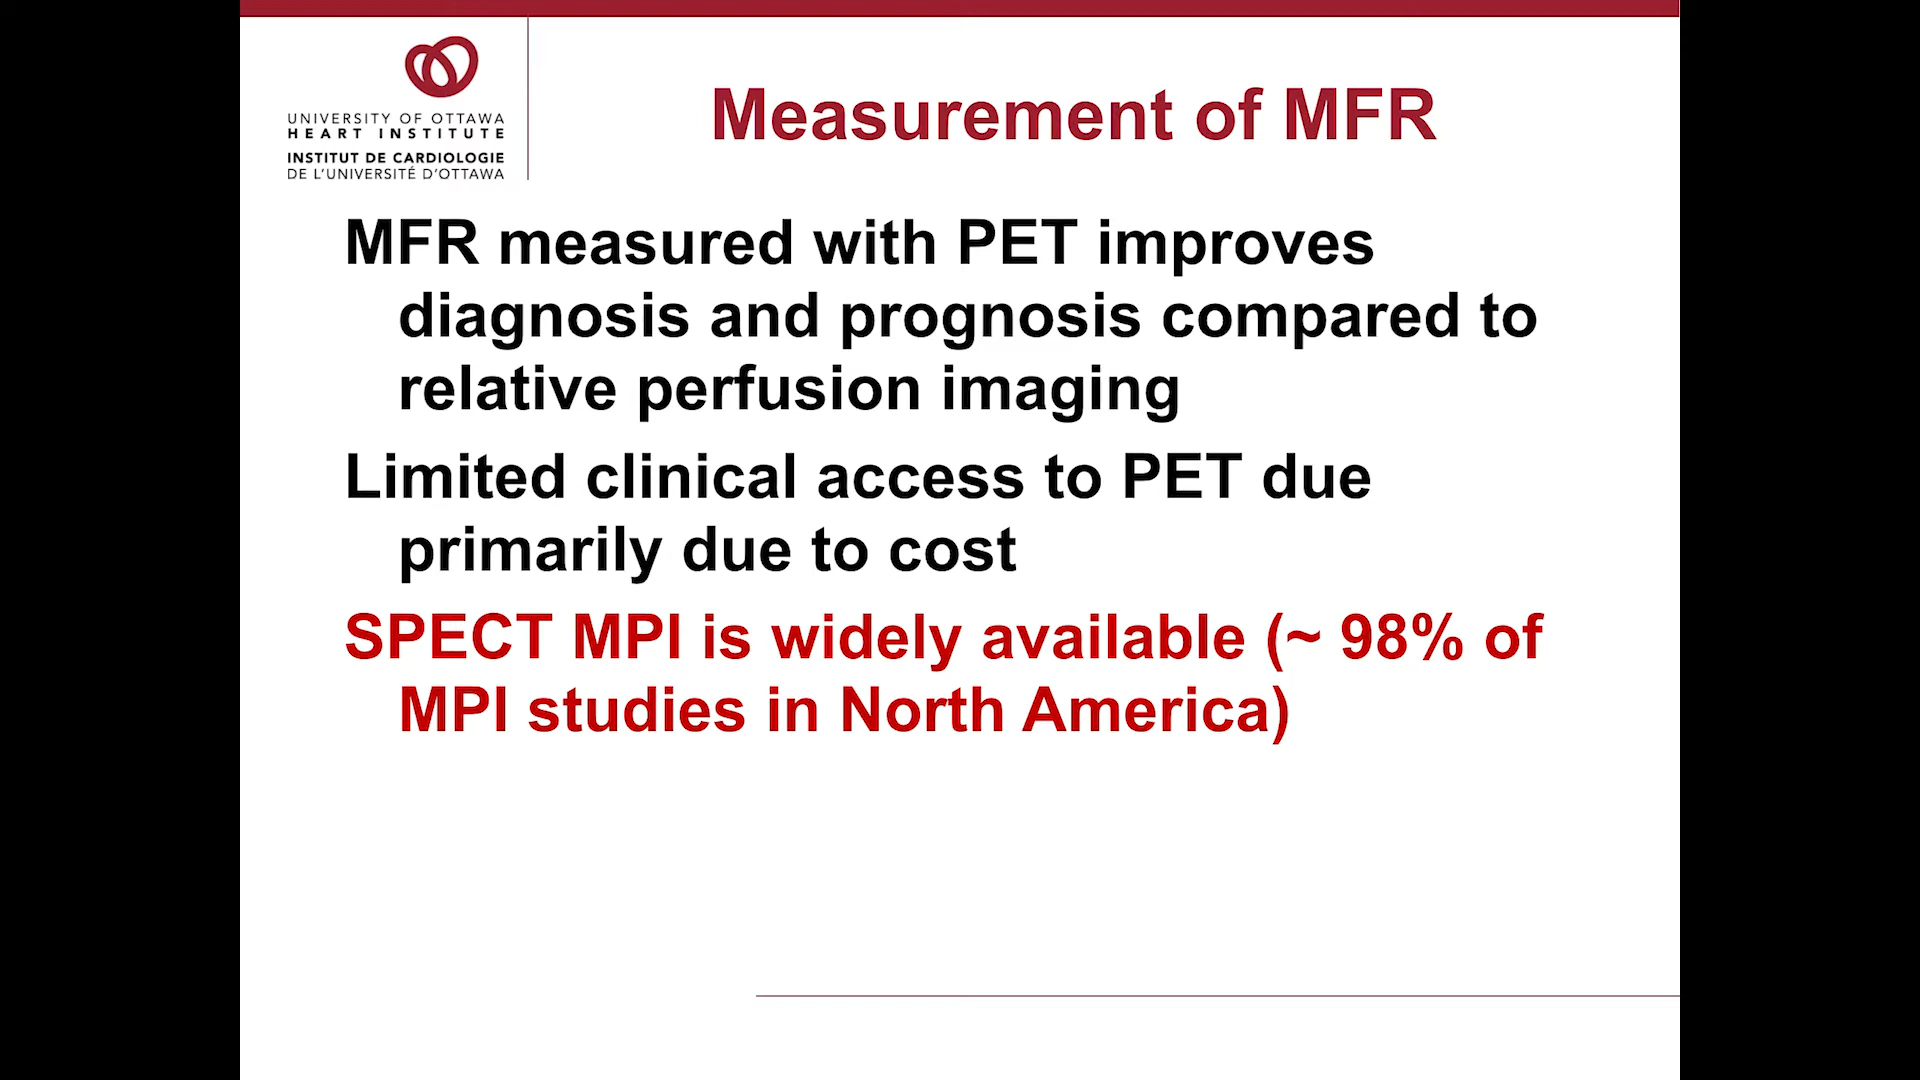 UNIVERSITY OF OTTAWA
HEART INSTITUTE
INSTITUT DE CARDIOLOGIE
DE L'UNIVERSITÉ D'OTTAWA
Measurement of MFR
MFR measured with PET improves
diagnosis and prognosis compared to
relative perfusion imaging
Limited clinical access to PET due
primarily due to cost
SPECT MPI is widely available (~ 98% of
MPI studies in North America)